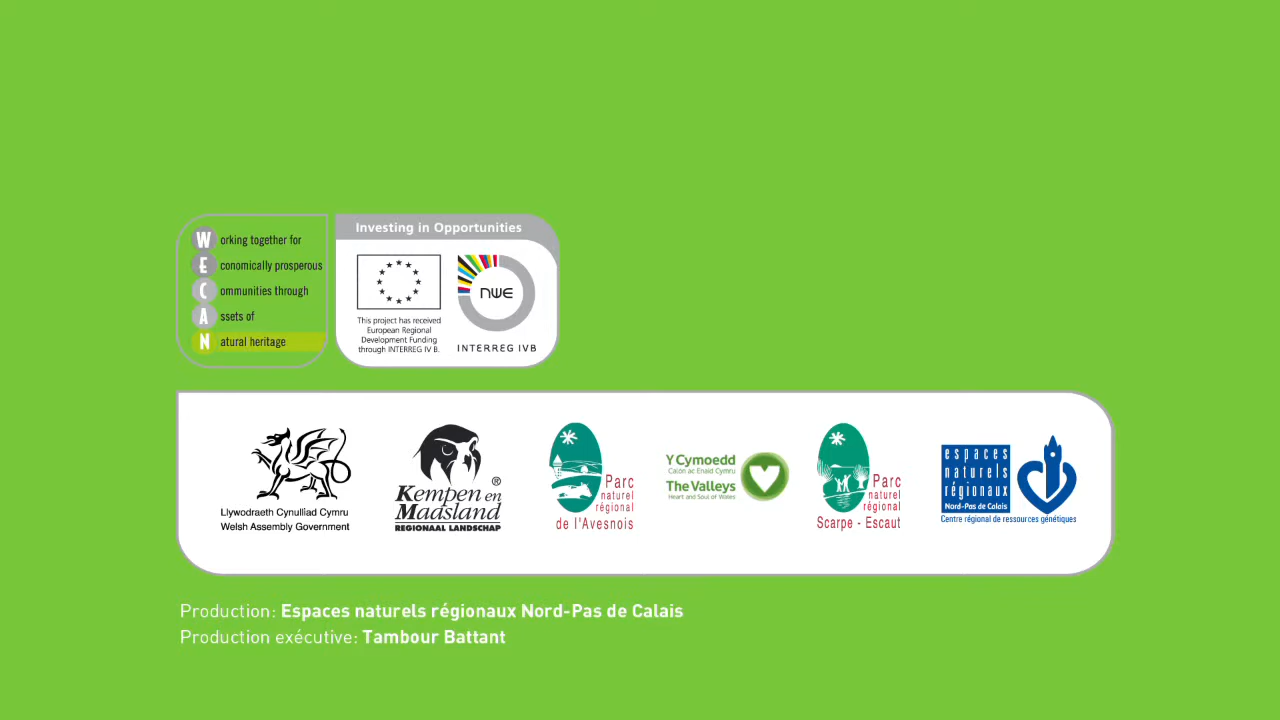 W orking together for
E conomically prosperous
C ommunities through
A ssets of
N atural heritage
Investing in Opportunities
This project has received
European Regional
Development Funding
through INTERREG IV B.
NWE
INTERREG IVB
Llywodraeth Cynulliad Cymru
Welsh Assembly Government
Kempen en
Maasland
®
REGIONAAL LANDSCHAP
Parc
naturel
régional
de l'Avesnois
Y Cymoedd
Calon ac Enaid Cymru
The Valleys
Heart and Soul of Wales
Parc
naturel
régional
Scarpe - Escaut
espaces
naturels
régionaux
Nord-Pas de Calais
Centre régional de ressources génétiques
Production: Espaces naturels régionaux Nord-Pas de Calais
Production exécutive: Tambour Battant